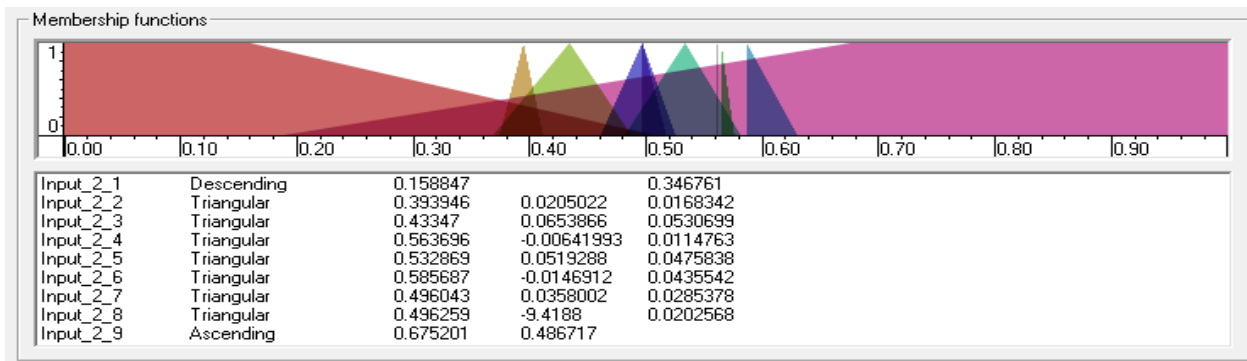 Membership functions
1
0
0.00 0.10 0.20 0.30 0.40 0.50 0.60 0.70 0.80 0.90
Input_2_1 Descending 0.158847 0.346761
Input_2_2 Triangular 0.393946 0.0205022 0.0168342
Input_2_3 Triangular 0.43347 0.0653866 0.0530699
Input_2_4 Triangular 0.563696 -0.00641993 0.0114763
Input_2_5 Triangular 0.532869 0.0519288 0.0475838
Input_2_6 Triangular 0.585687 -0.0146912 0.0435542
Input_2_7 Triangular 0.496043 0.0358002 0.0285378
Input_2_8 Triangular 0.496259 -9.4188 0.0202568
Input_2_9 Ascending 0.675201 0.486717